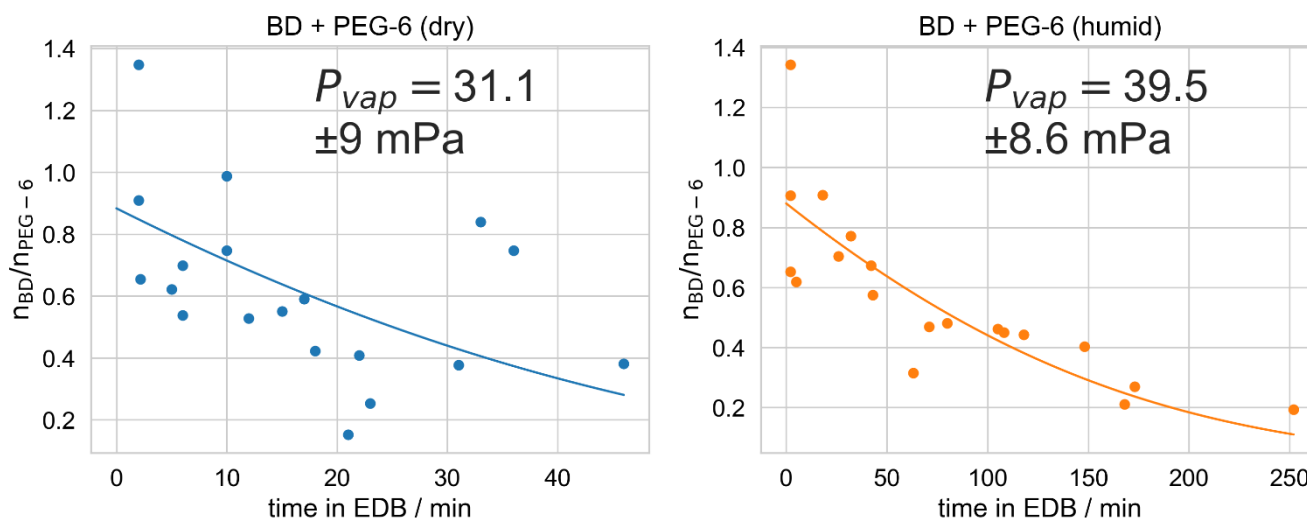 BD + PEG-6 (dry)
P_vap = 31.1
±9 mPa
1.4
1.2
1.0
0.8
0.6
0.4
0.2
n_BD/n_PEG−6
0
10
20
30
40
time in EDB / min
BD + PEG-6 (humid)
P_vap = 39.5
±8.6 mPa
1.4
1.2
1.0
0.8
0.6
0.4
0.2
n_BD/n_PEG−6
0
50
100
150
200
250
time in EDB / min